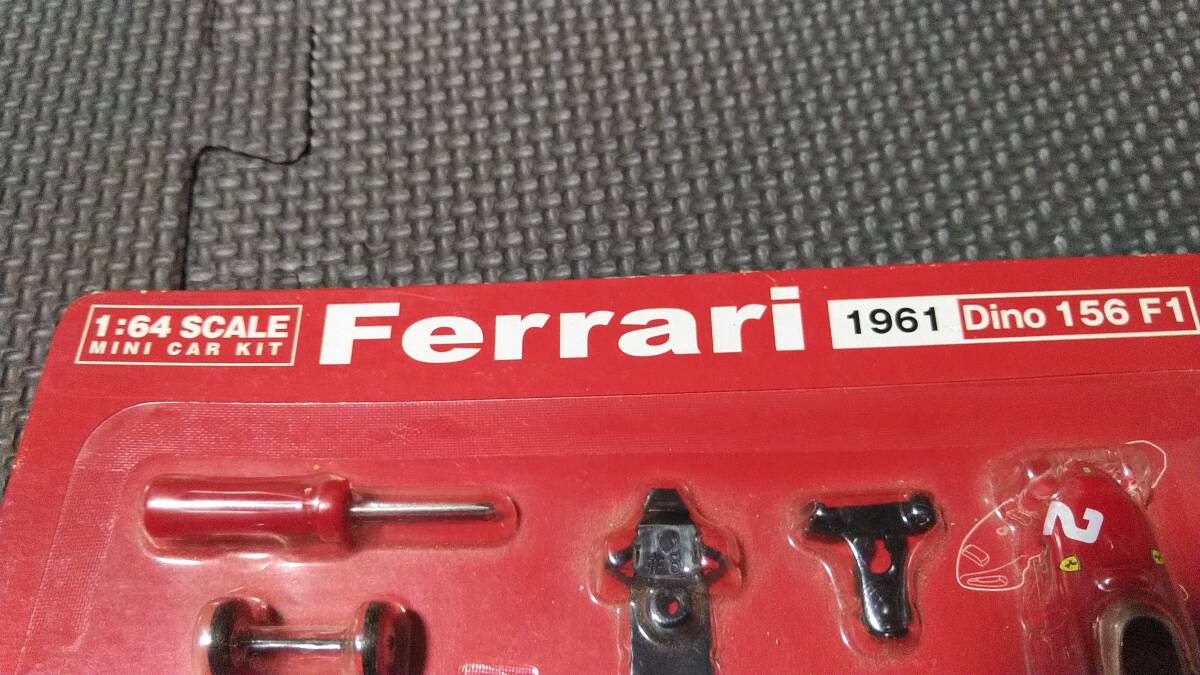 1:64 SCALE
MINI CAR KIT
Ferrari
1961 Dino 156 F1
2